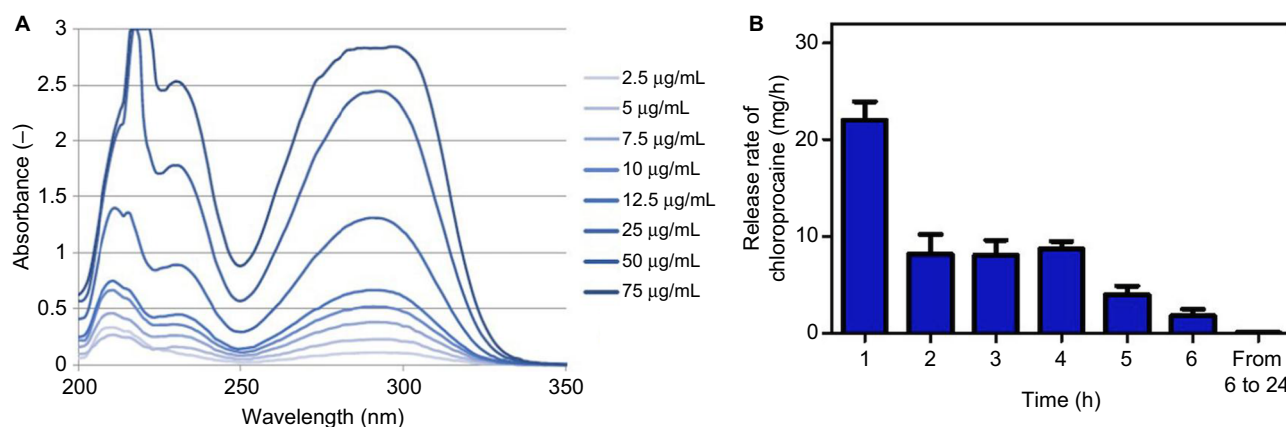 A
3
2.5
2
1.5
1
0.5
0
Absorbance (–)
200
250
300
350
Wavelength (nm)
2.5 µg/mL
5 µg/mL
7.5 µg/mL
10 µg/mL
12.5 µg/mL
25 µg/mL
50 µg/mL
75 µg/mL
B
30
20
10
0
Release rate of
chloroprocaine (mg/h)
1
2
3
4
5
6
From
6 to 24
Time (h)